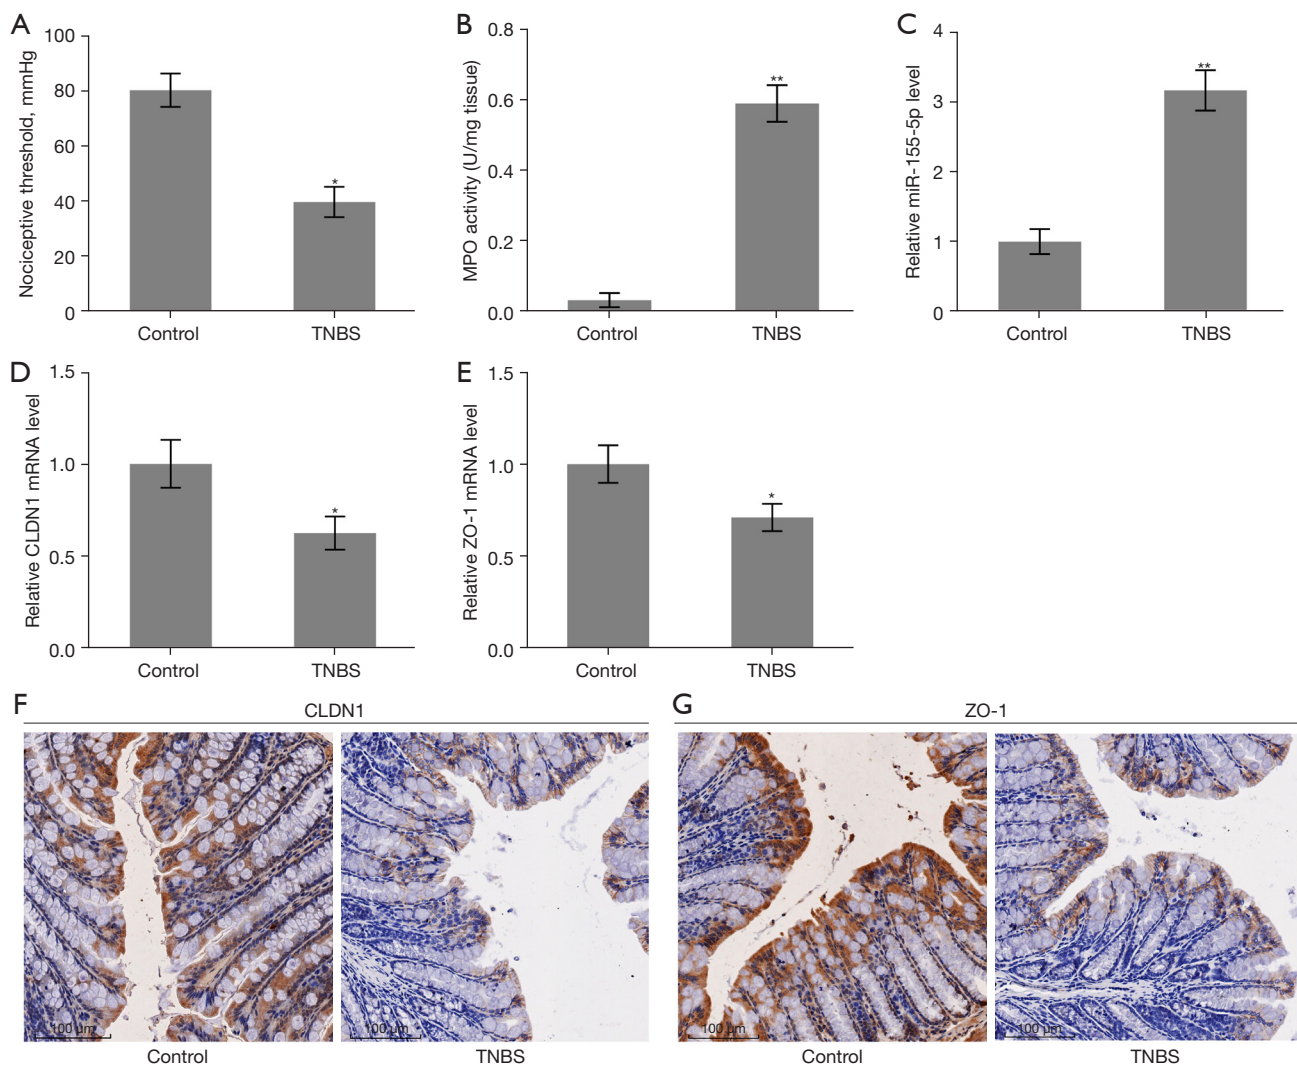 A
Nociceptive threshold, mmHg
100
80
60
40
20
0
*
Control
TNBS
B
MPO activity (U/mg tissue)
0.8
0.6
0.4
0.2
0.0
**
Control
TNBS
C
Relative miR-155-5p level
4
3
2
1
0
**
Control
TNBS
D
Relative CLDN1 mRNA level
1.5
1.0
0.5
0.0
*
Control
TNBS
E
Relative ZO-1 mRNA level
1.5
1.0
0.5
0.0
*
Control
TNBS
F
CLDN1
100 μm
100 μm
Control
TNBS
G
ZO-1
100 μm
100 μm
Control
TNBS